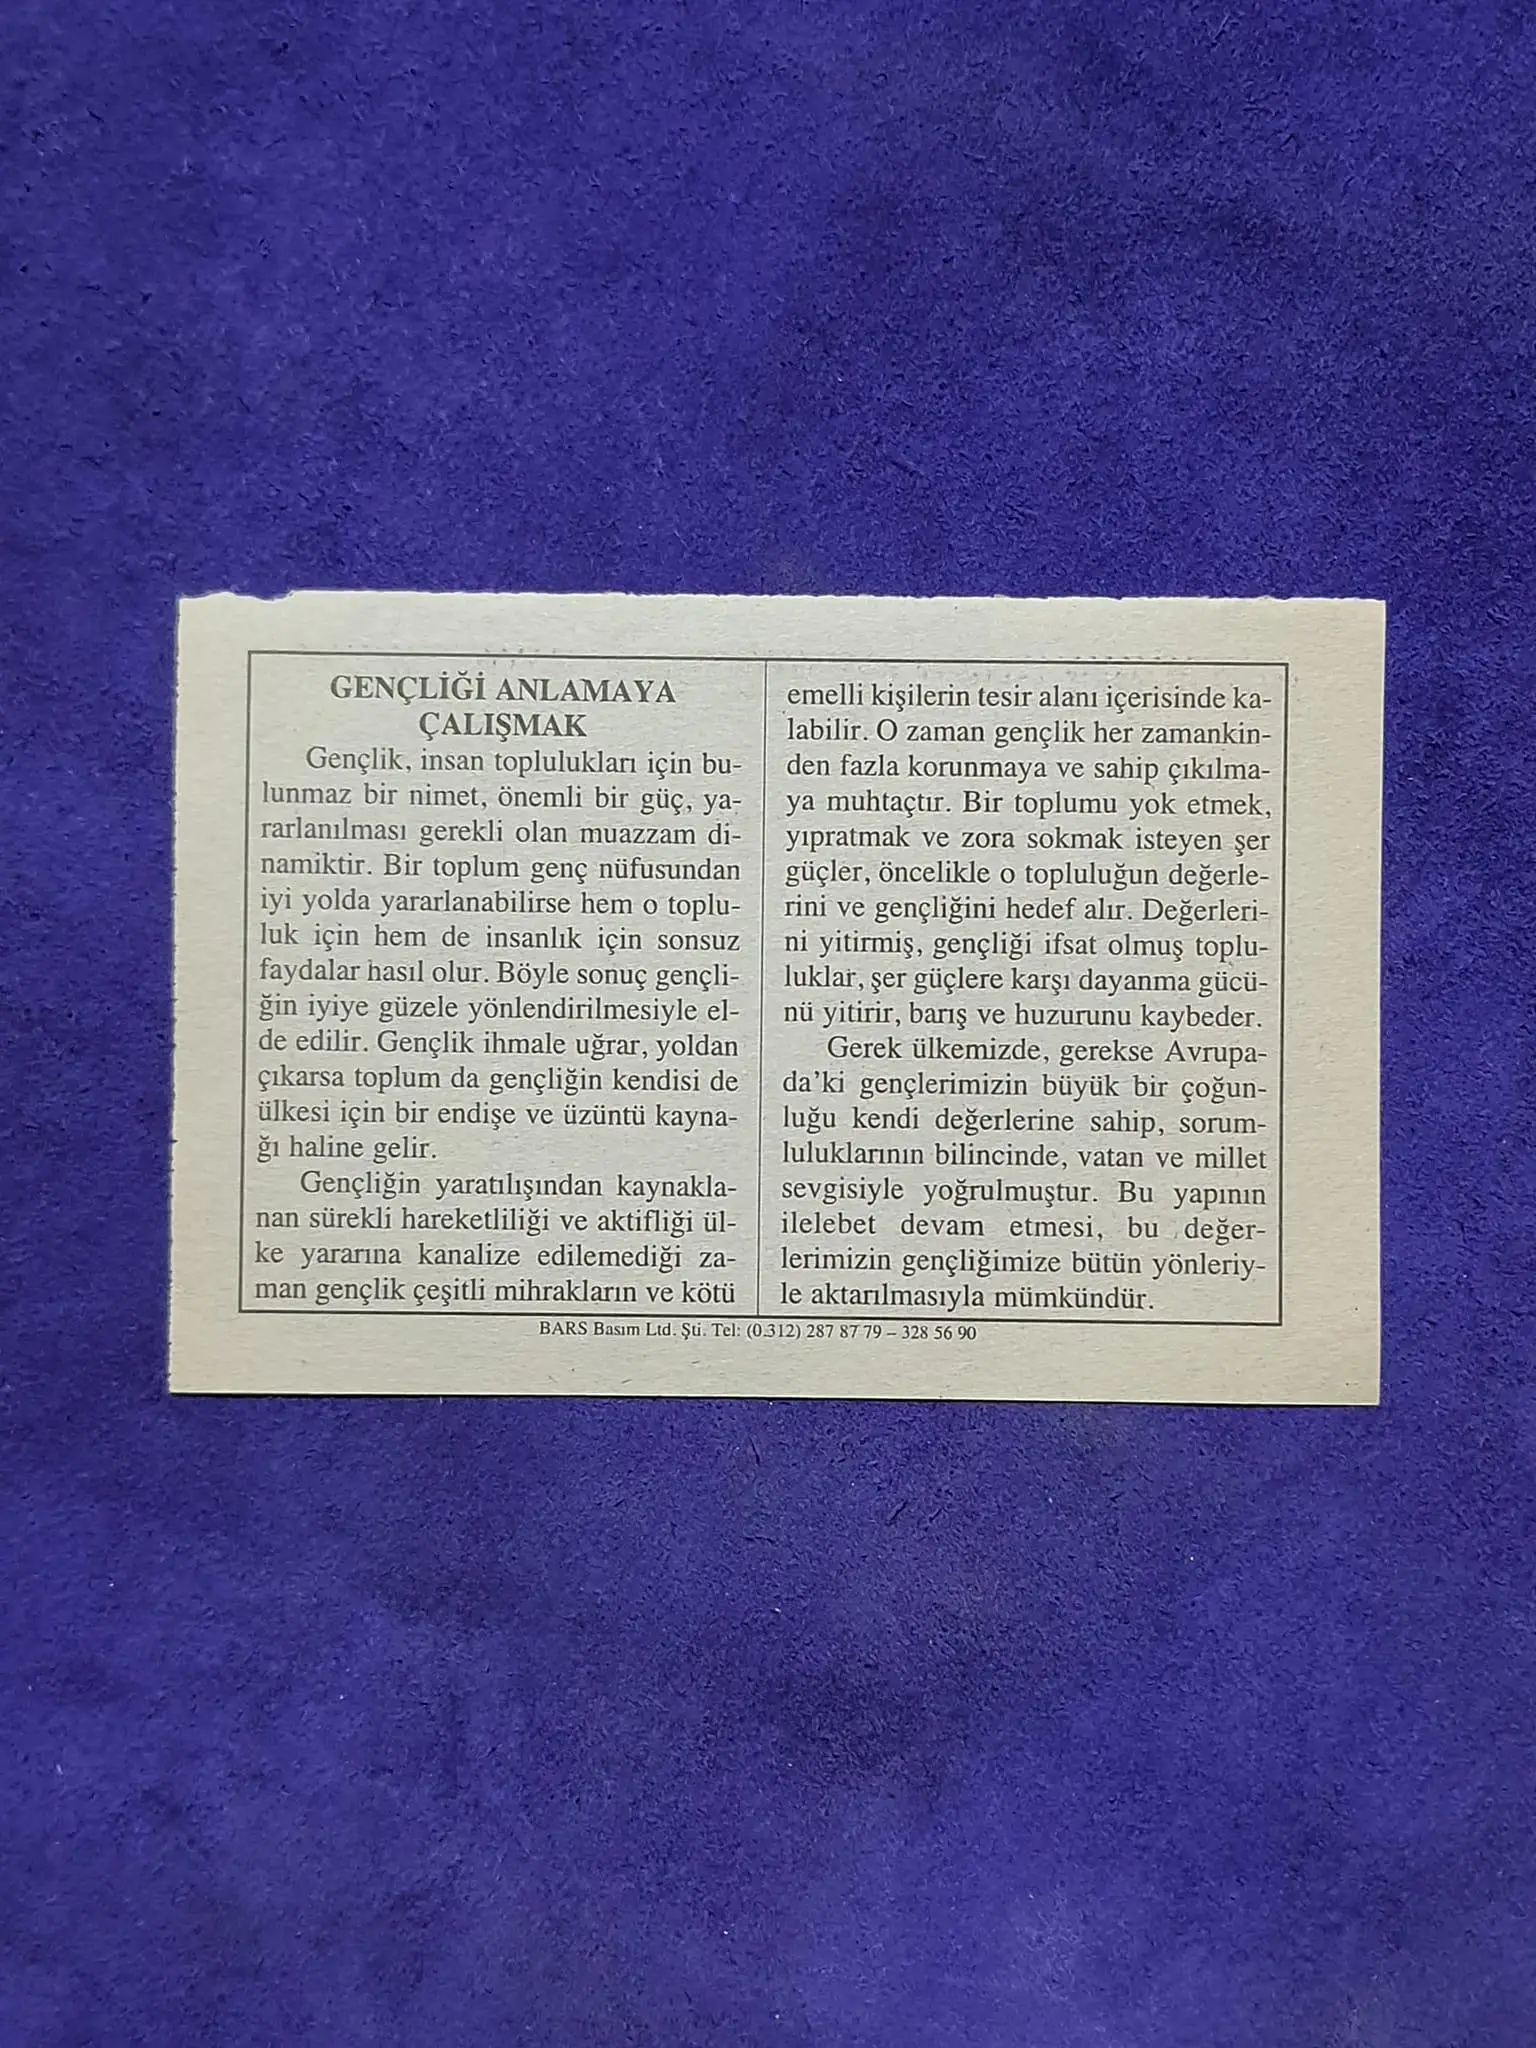 GENÇLİĞİ ANLAMAYA
ÇALIŞMAK
Gençlik, insan toplulukları için bu-
lunmaz bir nimet, önemli bir güç, ya-
rarlanılması gerekli olan muazzam di-
namiktir. Bir toplum genç nüfusundan
iyi yolda yararlanabilirse hem o toplu-
luk için hem de insanlık için sonsuz
faydalar hasıl olur. Böyle sonuç gençli-
ğin iyiye güzele yönlendirilmesiyle el-
de edilir. Gençlik ihmale uğrar, yoldan
çıkarsa toplum da gençliğin kendisi de
ülkesi için bir endişe ve üzüntü kayna-
ğı haline gelir.
Gençliğin yaratılışından kaynakla-
nan sürekli hareketliliği ve aktifliği ül-
ke yararına kanalize edilemediği za-
man gençlik çeşitli mihrakların ve kötü
emelli kişilerin tesir alanı içerisinde ka-
labilir. O zaman gençlik her zamankin-
den fazla korunmaya ve sahip çıkılma-
ya muhtaçtır. Bir toplumu yok etmek,
yıpratmak ve zora sokmak isteyen şer
güçler, öncelikle o topluluğun değerle-
rini ve gençliğini hedef alır. Değerleri-
ni yitirmiş, gençliği ifsat olmuş toplu-
luklar, şer güçlere karşı dayanma gücü-
nü yitirir, barış ve huzurunu kaybeder.
Gerek ülkemizde, gerekse Avrupa-
da'ki gençlerimizin büyük bir çoğun-
luğu kendi değerlerine sahip, sorum-
luluklarının bilincinde, vatan ve millet
sevgisiyle yoğrulmuştur. Bu yapının
ilelebet devam etmesi, bu değer-
lerimizin gençliğimize bütün yönleriy-
le aktarılmasıyla mümkündür.
BARS Basım Ltd. Şti. Tel: (0.312) 287 87 79 – 328 56 90